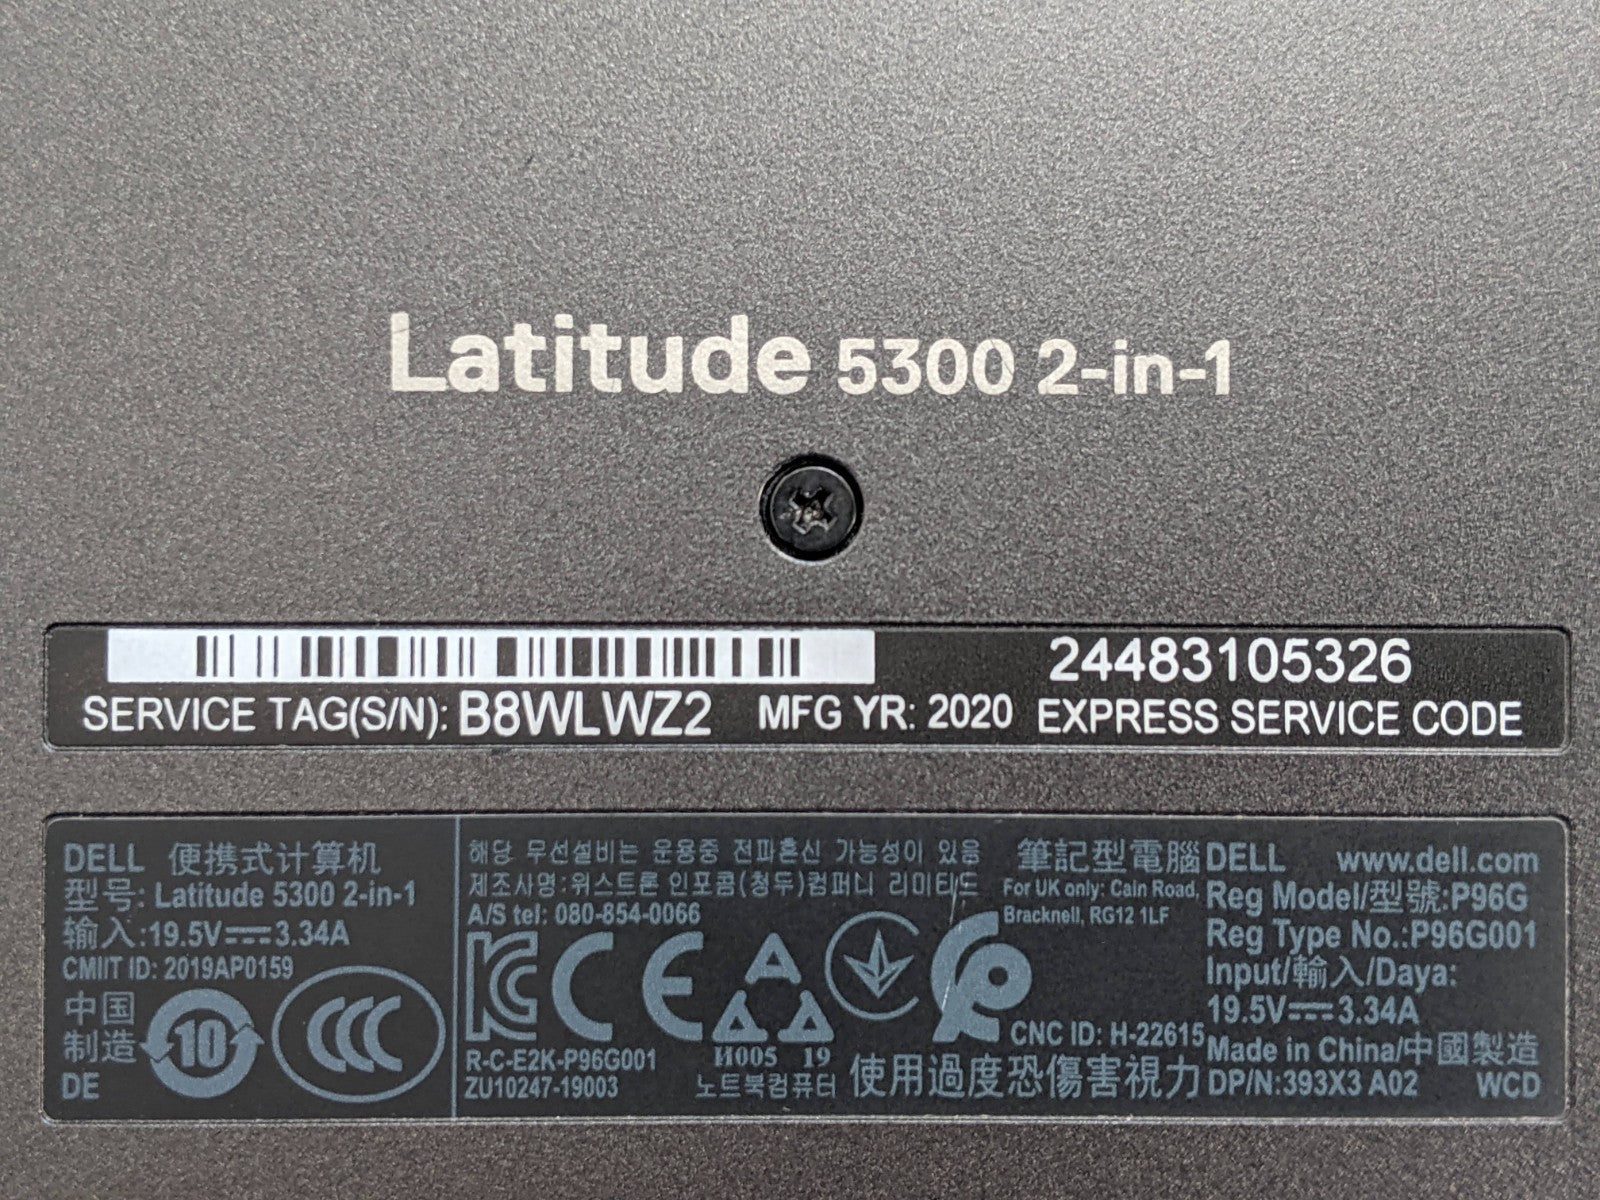 Latitude 5300 2-in-1
24483105326
SERVICE TAG(S/N): B8WLWZ2 MFG YR: 2020 EXPRESS SERVICE CODE
DELL 便携式计算机
型号: Latitude 5300 2-in-1
输入:19.5V⎓3.34A
CMIIT ID: 2019AP0159
中国
制造
DE
10
CCC
해당 무선설비는 운용중 전파혼신 가능성이 있음
제조사명:위스트론 인포콤(청두)컴퍼니 리미티드
A/S tel: 080-854-0066
KC CE
R-C-E2K-P96G001
ZU10247-19003
И005 19
노트북컴퓨터
筆記型電腦
For UK only: Cain Road,
Bracknell, RG12 1LF
CNC ID: H-22615
使用過度恐傷害視力
DELL www.dell.com
Reg Model/型號:P96G
Reg Type No.:P96G001
Input/輸入/Daya:
19.5V⎓3.34A
Made in China/中國製造
DP/N:393X3 A02 WCD